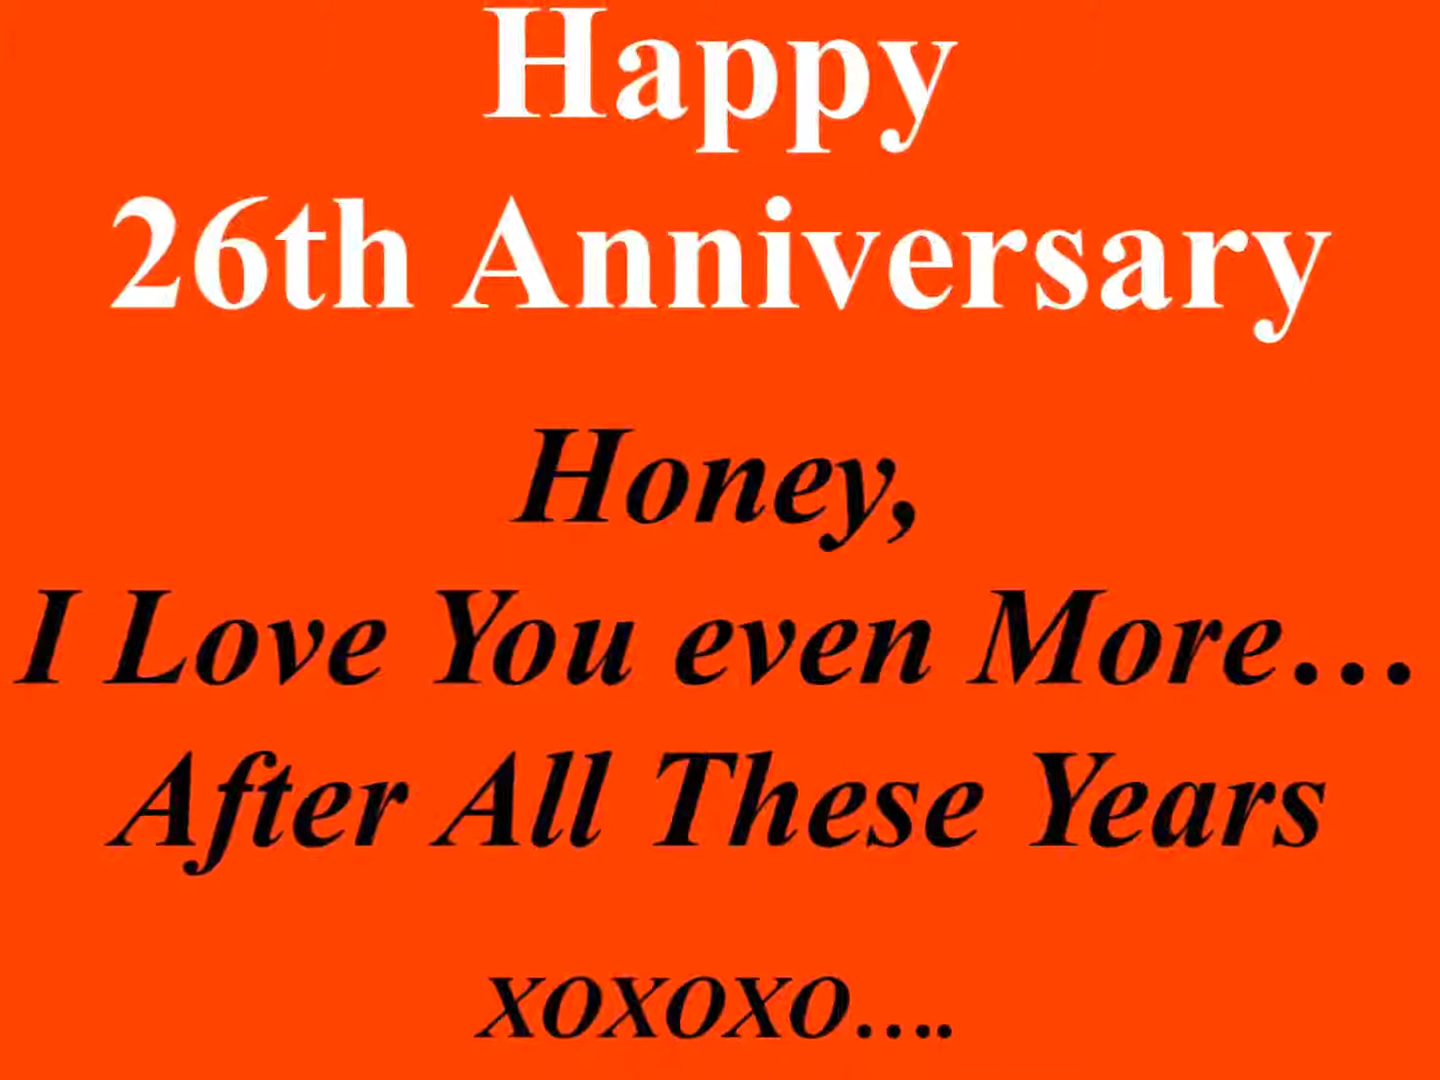 Happy
26th Anniversary
Honey,
I Love You even More…
After All These Years
XOXOXO….